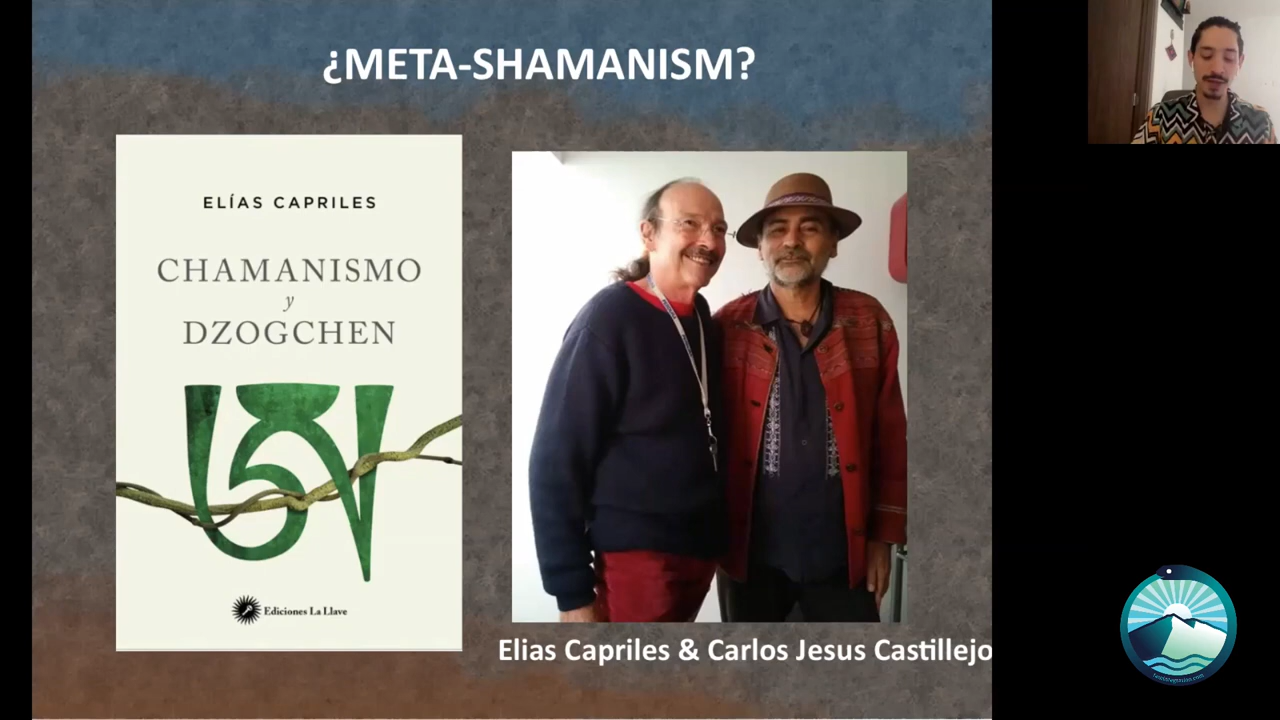 ¿META-SHAMANISM?
ELÍAS CAPRILES
CHAMANISMO
y
DZOGCHEN
ཨ
Ediciones La Llave
Elias Capriles & Carlos Jesus Castillejo